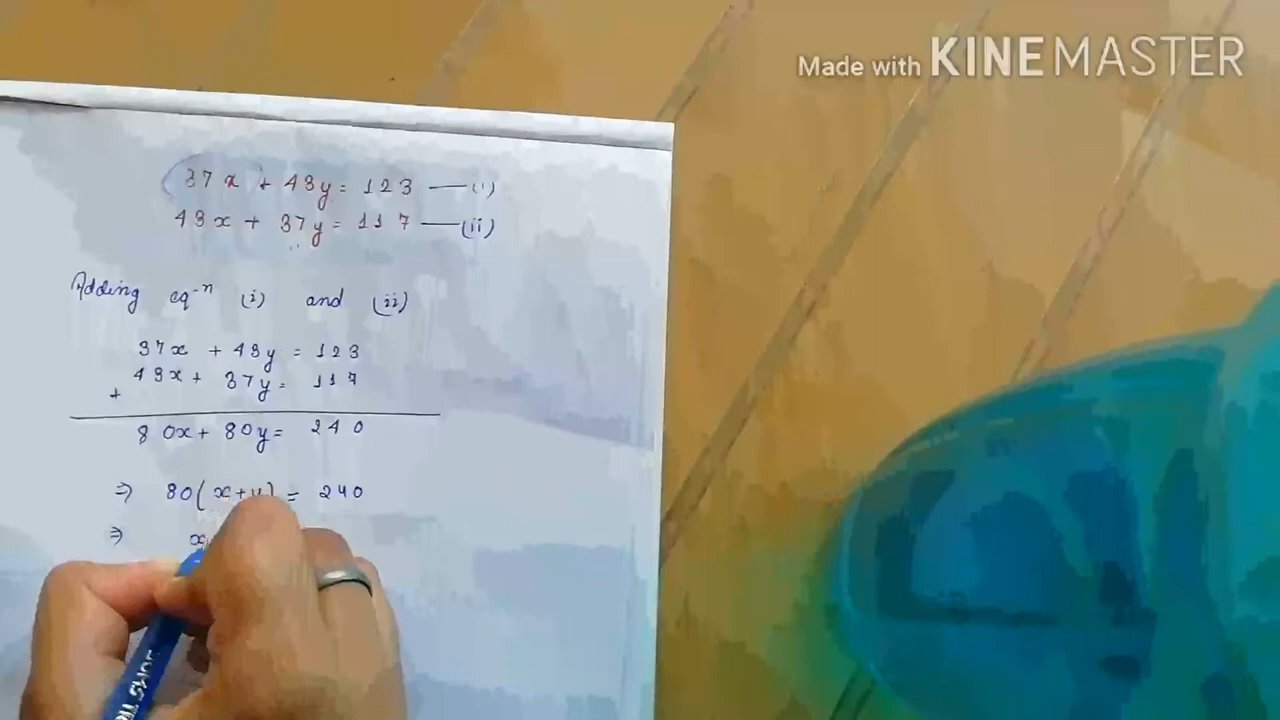 Made with KINEMASTER
37x + 43y = 123 —(i)
43x + 37y = 117 —(ii)
Adding eq-n (i) and (ii)
37x + 43y = 123
+ 43x + 37y = 117
80x + 80y = 240
⇒ 80(x+y) = 240
⇒ x